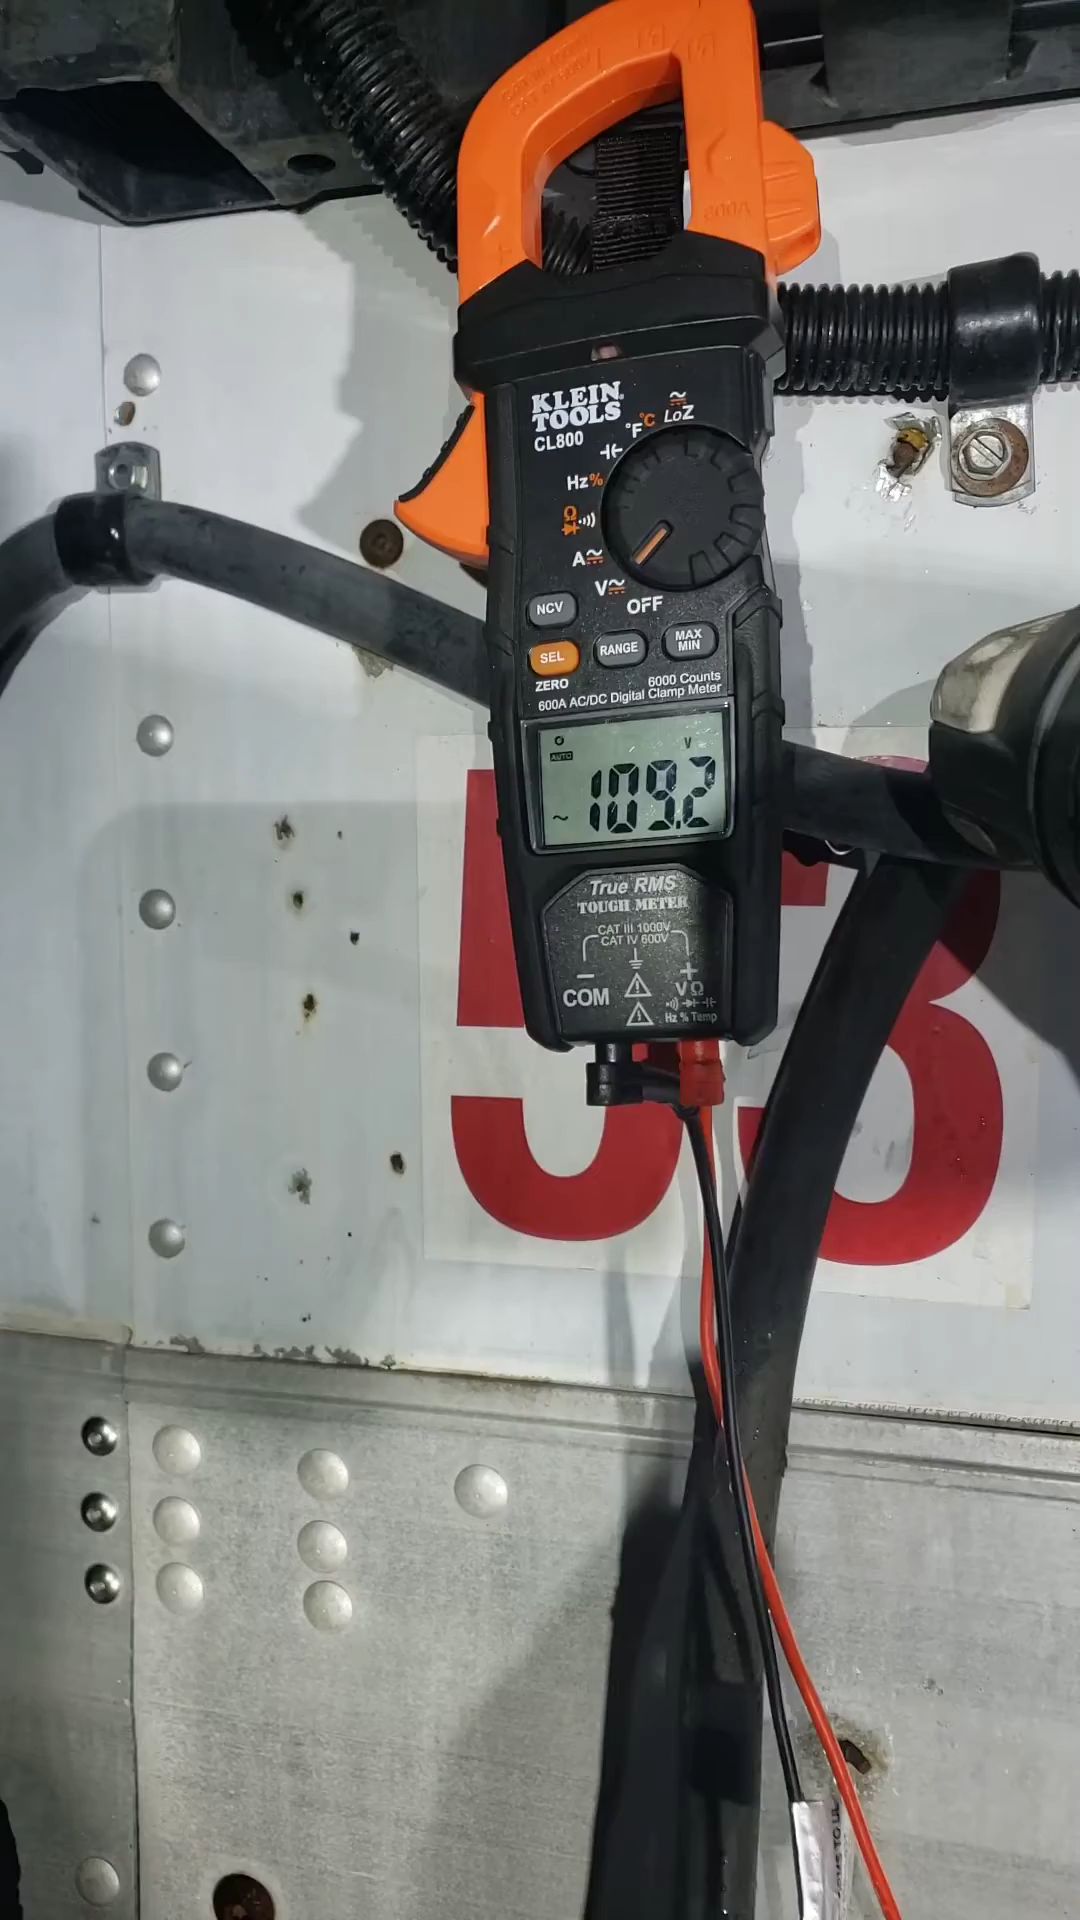 600A
KLEIN
TOOLS
CL800
LoZ
°F°C
Hz%
A
V
OFF
NCV
SEL
RANGE
MAX
MIN
ZERO
6000 Counts
600A AC/DC Digital Clamp Meter
V
AUTO
~ 109.2
True RMS
TOUGH METER
CAT III 1000V
CAT IV 600V
− +
COM
VΩ
Hz % Temp
53